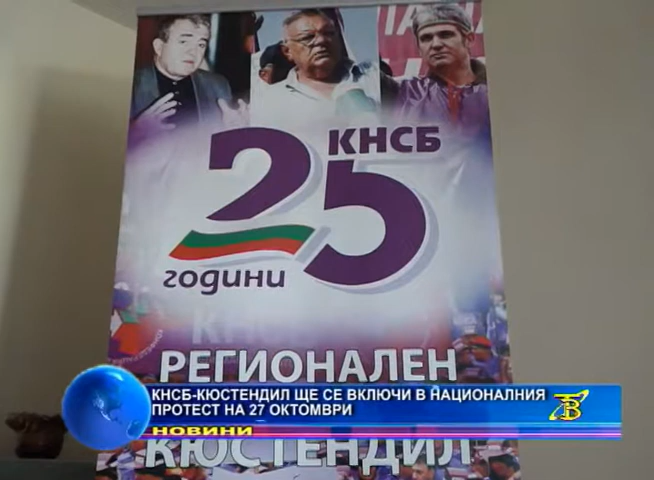 КНСБ
25
години
РЕГИОНАЛЕН
КНСБ-КЮСТЕНДИЛ ЩЕ СЕ ВКЛЮЧИ В НАЦИОНАЛНИЯ
ПРОТЕСТ НА 27 ОКТОМВРИ
НОВИНИ
КЮСТЕНДИЛ